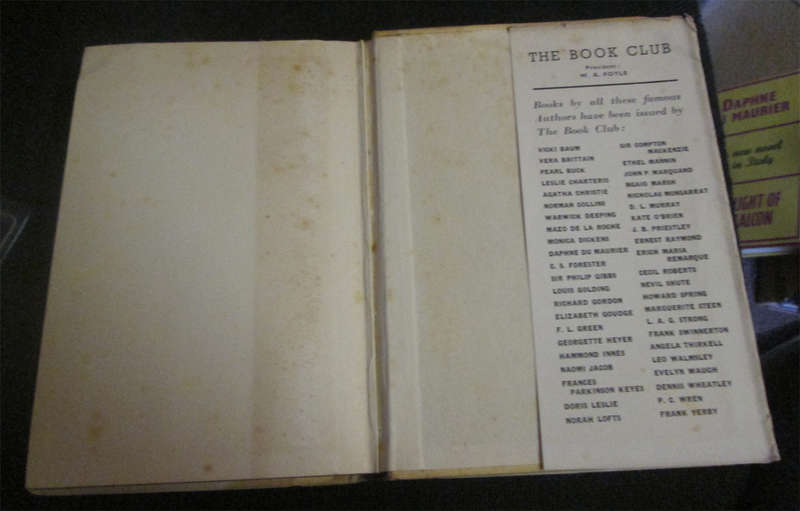 THE BOOK CLUB
President:
W. A. FOYLE
Books by all these famous
Authors have been issued by
The Book Club:
VICKI BAUM
VERA BRITTAIN
PEARL BUCK
LESLIE CHARTERIS
AGATHA CHRISTIE
NORMAN COLLINS
WARWICK DEEPING
MAZO DE LA ROCHE
MONICA DICKENS
DAPHNE DU MAURIER
C. S. FORESTER
SIR PHILIP GIBBS
LOUIS GOLDING
RICHARD GORDON
ELIZABETH GOUDGE
F. L. GREEN
GEORGETTE HEYER
HAMMOND INNES
NAOMI JACOB
FRANCES
PARKINSON KEYES
DORIS LESLIE
NORAH LOFTS
SIR COMPTON
MACKENZIE
ETHEL MANNIN
JOHN P. MARQUAND
NGAIO MARSH
NICHOLAS MONSARRAT
D. L. MURRAY
KATE O'BRIEN
J. B. PRIESTLEY
ERNEST RAYMOND
ERICH MARIA
REMARQUE
CECIL ROBERTS
NEVIL SHUTE
HOWARD SPRING
MARGUERITE STEEN
L. A. G. STRONG
FRANK SWINNERTON
ANGELA THIRKELL
LEO WALMSLEY
EVELYN WAUGH
DENNIS WHEATLEY
P. C. WREN
FRANK YERBY
DAPHNE
U MAURIER
new novel
in Italy
LIGHT OF
FALCON